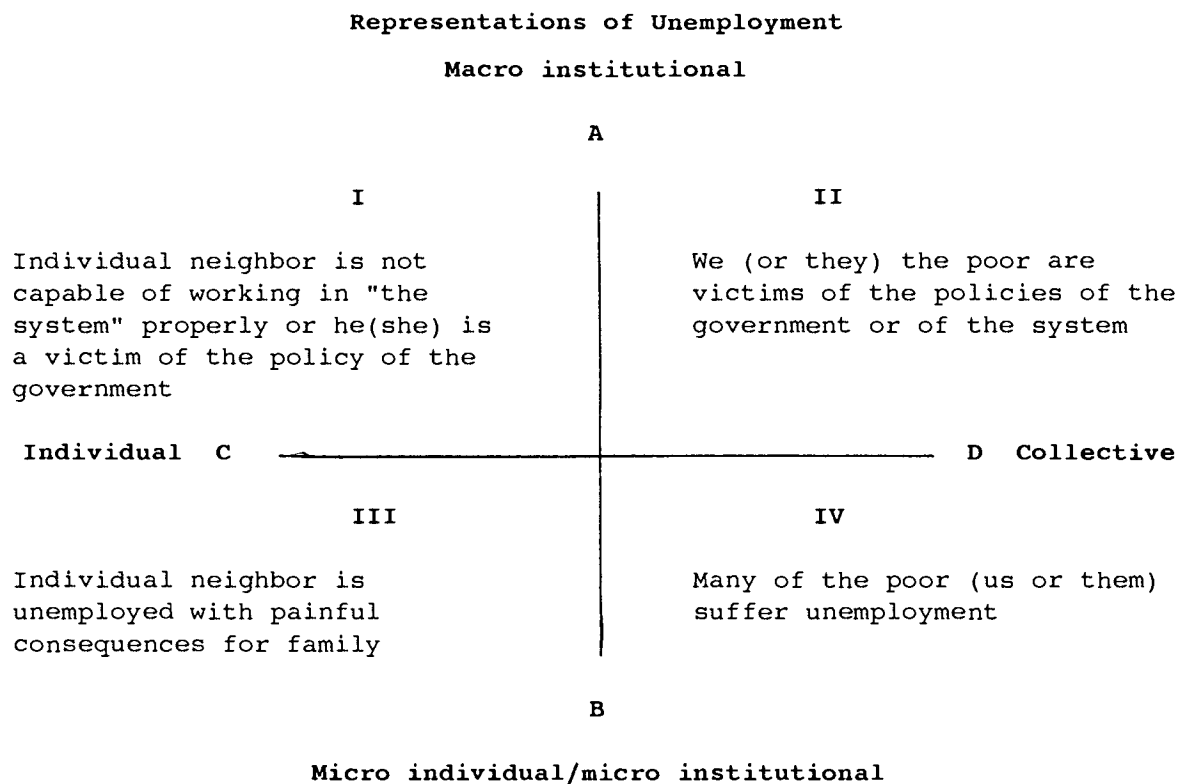 Representations of Unemployment
Macro institutional
A
I
Individual neighbor is not
capable of working in "the
system" properly or he(she) is
a victim of the policy of the
government
II
We (or they) the poor are
victims of the policies of the
government or of the system
Individual C
D Collective
III
Individual neighbor is
unemployed with painful
consequences for family
IV
Many of the poor (us or them)
suffer unemployment
B
Micro individual/micro institutional